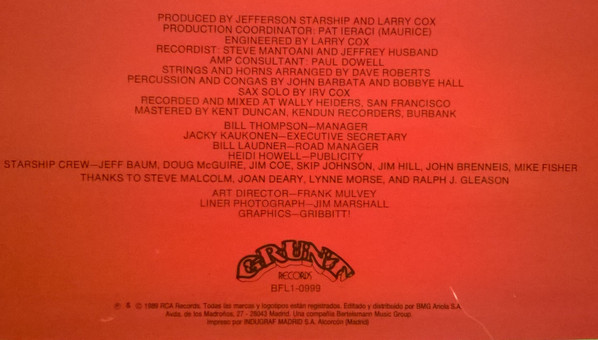 PRODUCED BY JEFFERSON STARSHIP AND LARRY COX
PRODUCTION COORDINATOR: PAT IERACI (MAURICE)
ENGINEERED BY LARRY COX
RECORDIST: STEVE MANTOANI AND JEFFREY HUSBAND
AMP CONSULTANT: PAUL DOWELL
STRINGS AND HORNS ARRANGED BY DAVE ROBERTS
PERCUSSION AND CONGAS BY JOHN BARBATA AND BOBBYE HALL
SAX SOLO BY IRV COX
RECORDED AND MIXED AT WALLY HEIDERS, SAN FRANCISCO
MASTERED BY KENT DUNCAN, KENDUN RECORDERS, BURBANK
BILL THOMPSON—MANAGER
JACKY KAUKONEN—EXECUTIVE SECRETARY
BILL LAUDNER—ROAD MANAGER
HEIDI HOWELL—PUBLICITY
STARSHIP CREW—JEFF BAUM, DOUG McGUIRE, JIM COE, SKIP JOHNSON, JIM HILL, JOHN BRENNEIS, MIKE FISHER
THANKS TO STEVE MALCOLM, JOAN DEARY, LYNNE MORSE, AND RALPH J. GLEASON
ART DIRECTOR—FRANK MULVEY
LINER PHOTOGRAPH—JIM MARSHALL
GRAPHICS—GRIBBITT!
GRUNT
RECORDS
BFL1-0999
℗ & © 1989 RCA Records. Todas las marcas y logotipos están registrados. Editado y distribuido por BMG Ariola S.A.
Avda. de los Madroños, 27 - 28043 Madrid. Una compañía Bertelsmann Music Group.
Impreso por INDUGRAF MADRID S.A. Alcorcón (Madrid)